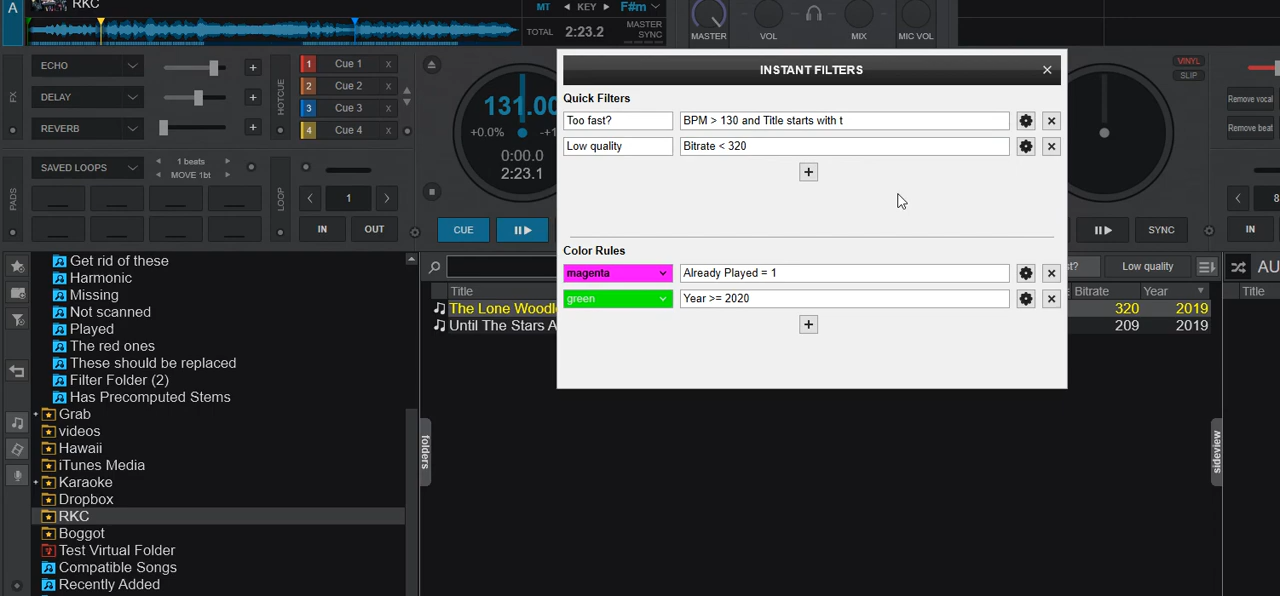 A
RKC
MT
KEY
F#m
TOTAL 2:23.2
MASTER SYNC
MASTER
VOL
MIX
MIC VOL
FX
ECHO
DELAY
REVERB
HOTCUE
1 Cue 1 x
2 Cue 2 x
3 Cue 3 x
4 Cue 4 x
131.00
+0.0%
0:00.0
2:23.1
VINYL
SLIP
Remove vocal
Remove beat
PADS
SAVED LOOPS
1 beats
MOVE 1bt
LOOP
1
IN
OUT
CUE
SYNC
8
IN
INSTANT FILTERS
Quick Filters
Too fast? BPM > 130 and Title starts with t
Low quality Bitrate < 320
+
Color Rules
magenta Already Played = 1
green Year >= 2020
+
Low quality
AU
Title
Bitrate Year
Title
The Lone Woodl 320 2019
Until The Stars A 209 2019
Get rid of these
Harmonic
Missing
Not scanned
Played
The red ones
These should be replaced
Filter Folder (2)
Has Precomputed Stems
Grab
videos
Hawaii
iTunes Media
Karaoke
Dropbox
RKC
Boggot
Test Virtual Folder
Compatible Songs
Recently Added
folders
sideview